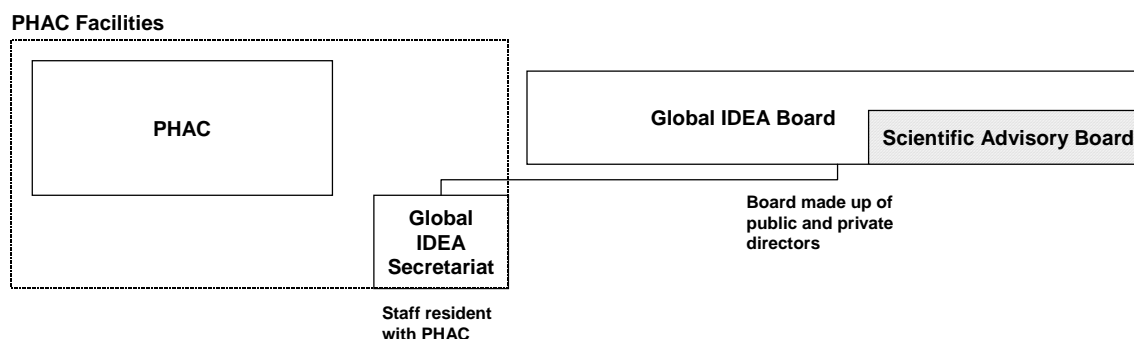 PHAC Facilities
PHAC
Global IDEA Board
Scientific Advisory Board
Global
IDEA
Secretariat
Board made up of
public and private
directors
Staff resident
with PHAC